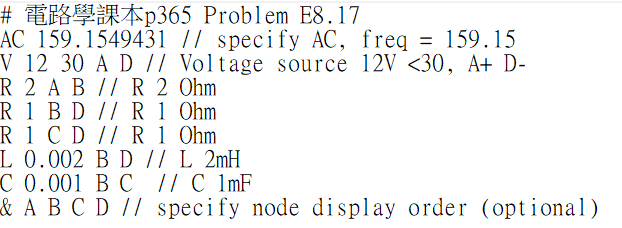 # 電路學課本p365 Problem E8.17
AC 159.1549431 // specify AC, freq = 159.15
V 12 30 A D // Voltage source 12V <30, A+ D-
R 2 A B // R 2 Ohm
R 1 B D // R 1 Ohm
R 1 C D // R 1 Ohm
L 0.002 B D // L 2mH
C 0.001 B C  // C 1mF
& A B C D // specify node display order (optional)